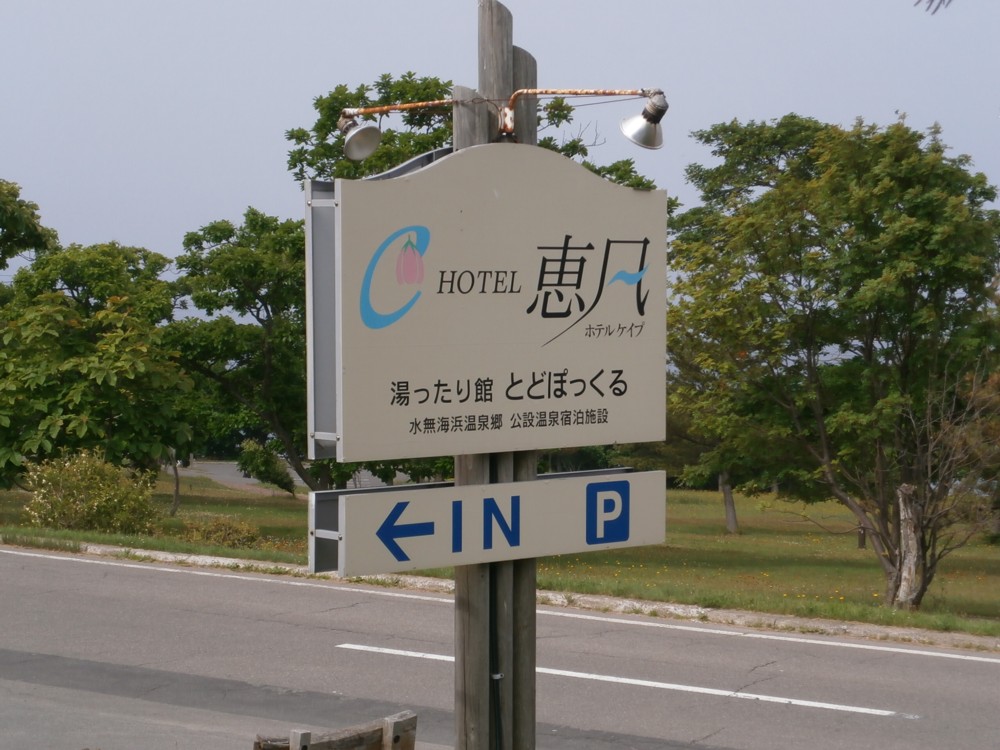 HOTEL 恵凪
ホテルケイプ
湯ったり館 とどぽっくる
水無海浜温泉郷 公設温泉宿泊施設
←IN P